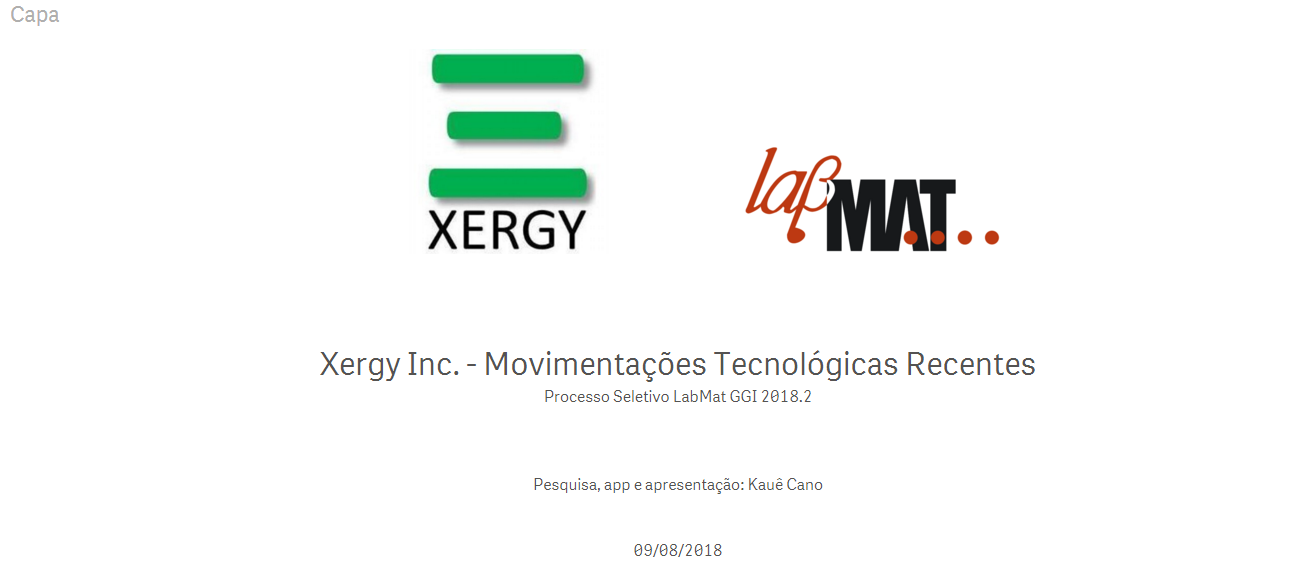 Capa
XERGY
laβMAT....
Xergy Inc. - Movimentações Tecnológicas Recentes
Processo Seletivo LabMat GGI 2018.2
Pesquisa, app e apresentação: Kauê Cano
09/08/2018